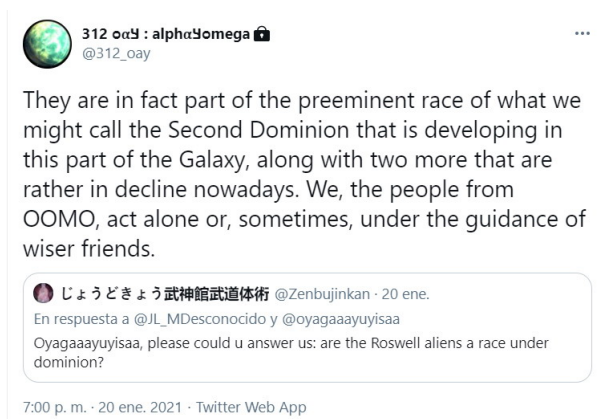 312 oαყ : alphαყomega
@312_oay
They are in fact part of the preeminent race of what we
might call the Second Dominion that is developing in
this part of the Galaxy, along with two more that are
rather in decline nowadays. We, the people from
OOMO, act alone or, sometimes, under the guidance of
wiser friends.
じょうどきょう武神館武道体術 @Zenbujinkan · 20 ene.
En respuesta a @JL_MDesconocido y @oyagaaayuyisaa
Oyagaaayuyisaa, please could u answer us: are the Roswell aliens a race under
dominion?
7:00 p. m. · 20 ene. 2021 · Twitter Web App